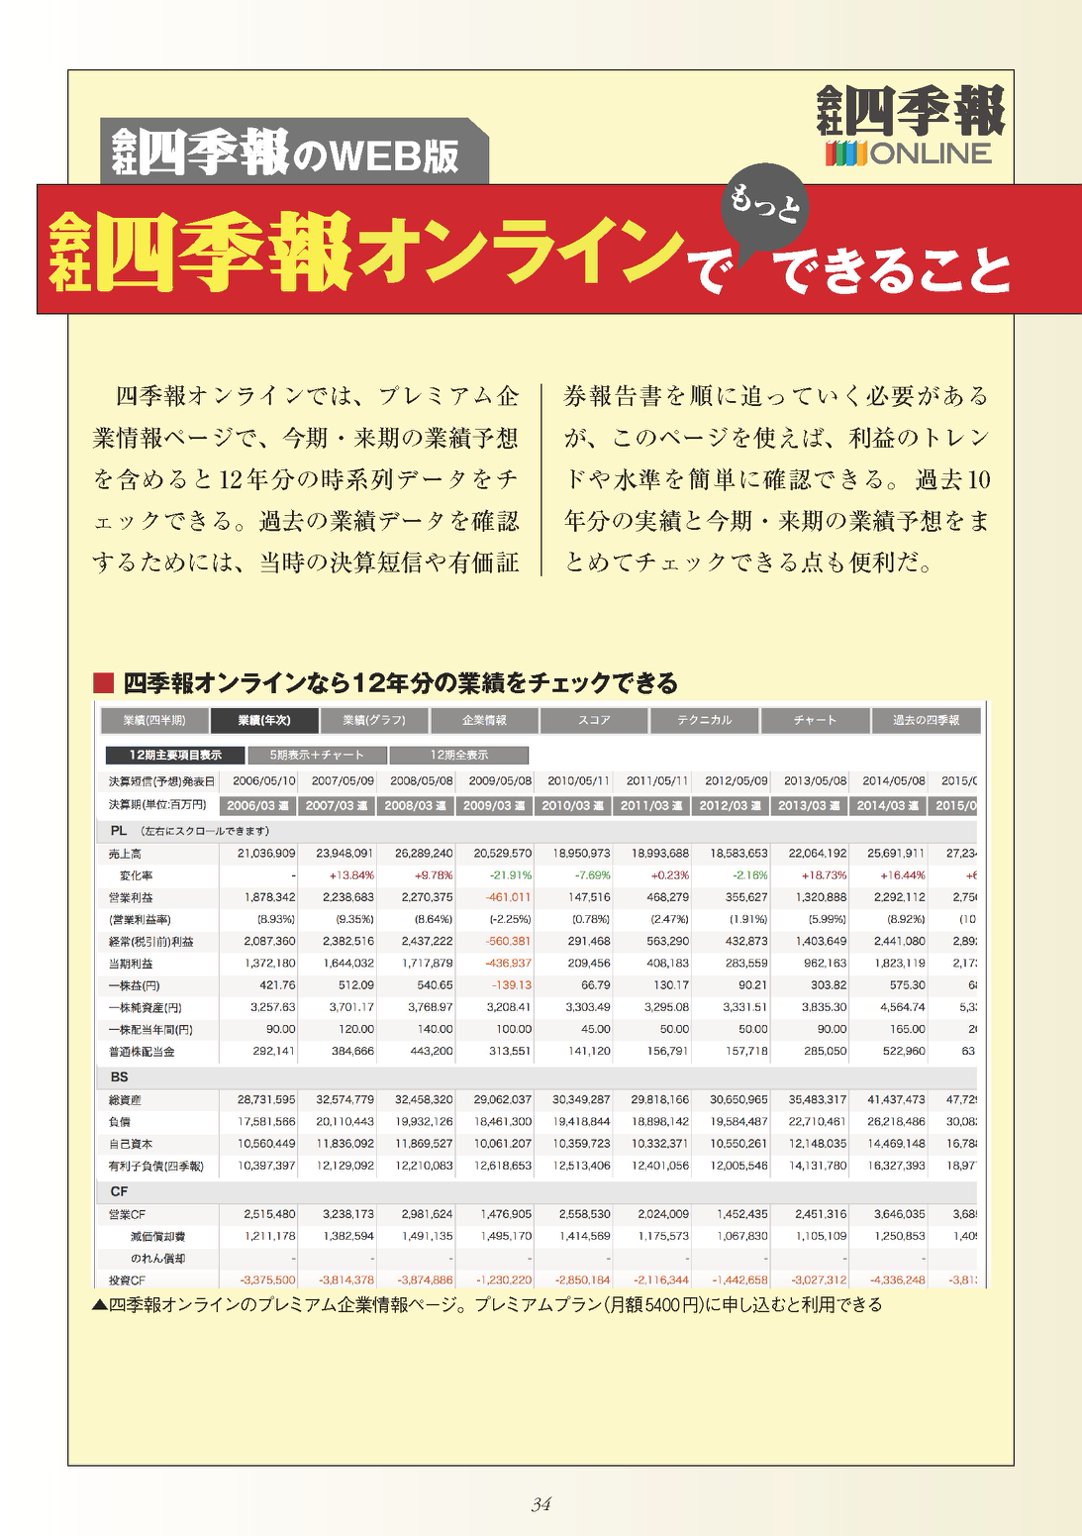 会社四季報
ONLINE
会社四季報のWEB版
会社四季報オンラインでもっとできること
四季報オンラインでは、プレミアム企
業情報ページで、今期・来期の業績予想
を含めると12年分の時系列データをチ
ェックできる。過去の業績データを確認
するためには、当時の決算短信や有価証
券報告書を順に追っていく必要がある
が、このページを使えば、利益のトレン
ドや水準を簡単に確認できる。過去10
年分の実績と今期・来期の業績予想をま
とめてチェックできる点も便利だ。
■ 四季報オンラインなら12年分の業績をチェックできる
業績(四半期) 業績(年次) 業績(グラフ) 企業情報 スコア テクニカル チャート 過去の四季報
12期主要項目表示 5期表示＋チャート 12期全表示
決算短信(予想)発表日 2006/05/10 2007/05/09 2008/05/08 2009/05/08 2010/05/11 2011/05/11 2012/05/09 2013/05/08 2014/05/08 2015/0
決算期(単位:百万円) 2006/03 連 2007/03 連 2008/03 連 2009/03 連 2010/03 連 2011/03 連 2012/03 連 2013/03 連 2014/03 連 2015/0
PL (左右にスクロールできます)
売上高 21,036,909 23,948,091 26,289,240 20,529,570 18,950,973 18,993,688 18,583,653 22,064,192 25,691,911 27,234
変化率 - +13.84% +9.78% -21.91% -7.69% +0.23% -2.16% +18.73% +16.44% +6
営業利益 1,878,342 2,238,683 2,270,375 -461,011 147,516 468,279 355,627 1,320,888 2,292,112 2,750
(営業利益率) (8.93%) (9.35%) (8.64%) (-2.25%) (0.78%) (2.47%) (1.91%) (5.99%) (8.92%) (10
経常(税引前)利益 2,087,360 2,382,516 2,437,222 -560,381 291,468 563,290 432,873 1,403,649 2,441,080 2,892
当期利益 1,372,180 1,644,032 1,717,879 -436,937 209,456 408,183 283,559 962,163 1,823,119 2,173
一株益(円) 421.76 512.09 540.65 -139.13 66.79 130.17 90.21 303.82 575.30 68
一株純資産(円) 3,257.63 3,701.17 3,768.97 3,208.41 3,303.49 3,295.08 3,331.51 3,835.30 4,564.74 5,33
一株配当年間(円) 90.00 120.00 140.00 100.00 45.00 50.00 50.00 90.00 165.00 20
普通株配当金 292,141 384,666 443,200 313,551 141,120 156,791 157,718 285,050 522,960 63
BS
総資産 28,731,595 32,574,779 32,458,320 29,062,037 30,349,287 29,818,166 30,650,965 35,483,317 41,437,473 47,729
負債 17,581,566 20,110,443 19,932,126 18,461,300 19,418,844 18,898,142 19,584,487 22,710,461 26,218,486 30,082
自己資本 10,560,449 11,836,092 11,869,527 10,061,207 10,359,723 10,332,371 10,550,261 12,148,035 14,469,148 16,788
有利子負債(四季報) 10,397,397 12,129,092 12,210,083 12,618,653 12,513,406 12,401,056 12,005,546 14,131,780 16,327,393 18,97
CF
営業CF 2,515,480 3,238,173 2,981,624 1,476,905 2,558,530 2,024,009 1,452,435 2,451,316 3,646,035 3,685
減価償却費 1,211,178 1,382,594 1,491,135 1,495,170 1,414,569 1,175,573 1,067,830 1,105,109 1,250,853 1,409
のれん償却 - - - - - - - - -
投資CF -3,375,500 -3,814,378 -3,874,886 -1,230,220 -2,850,184 -2,116,344 -1,442,658 -3,027,312 -4,336,248 -3,813
▲四季報オンラインのプレミアム企業情報ページ。プレミアムプラン(月額5400円)に申し込むと利用できる
34